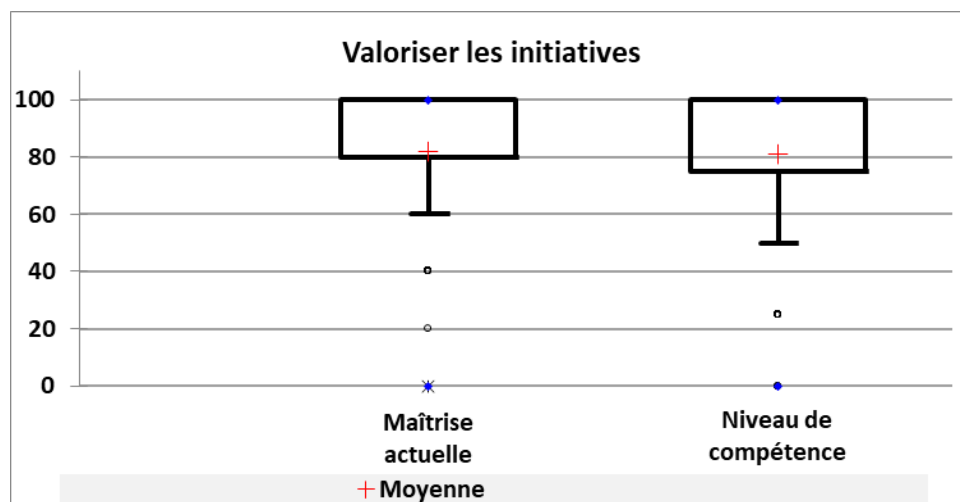 Valoriser les initiatives
100
80
60
40
20
0
Maîtrise
actuelle
Niveau de
compétence
Moyenne